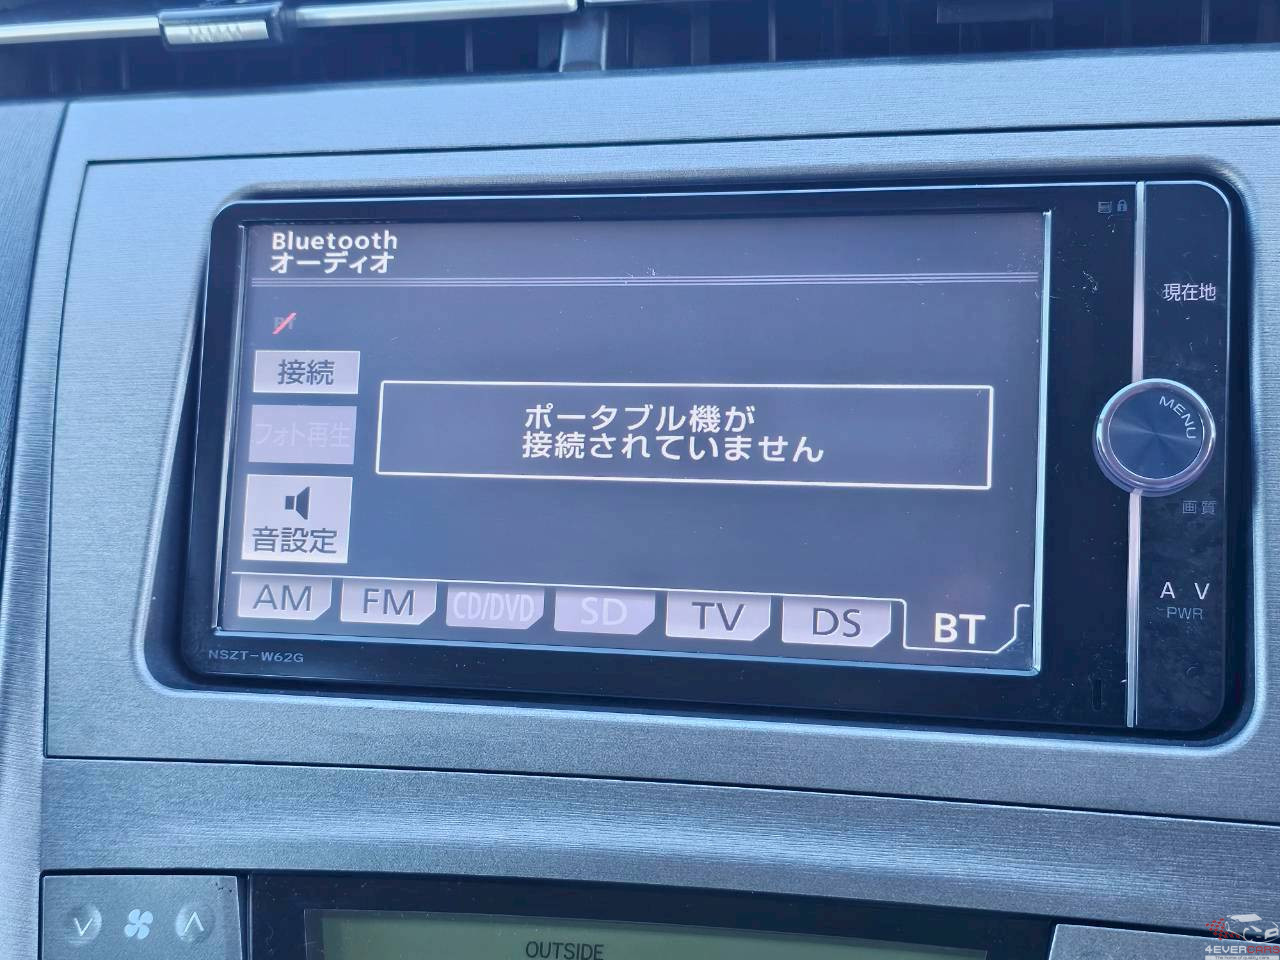 Bluetooth
オーディオ
BT
接続
フォト再生
音設定
ポータブル機が
接続されていません
AM
FM
CD/DVD
SD
TV
DS
BT
NSZT-W62G
現在地
MENU
画質
A V
PWR
OUTSIDE
4EVERCARS